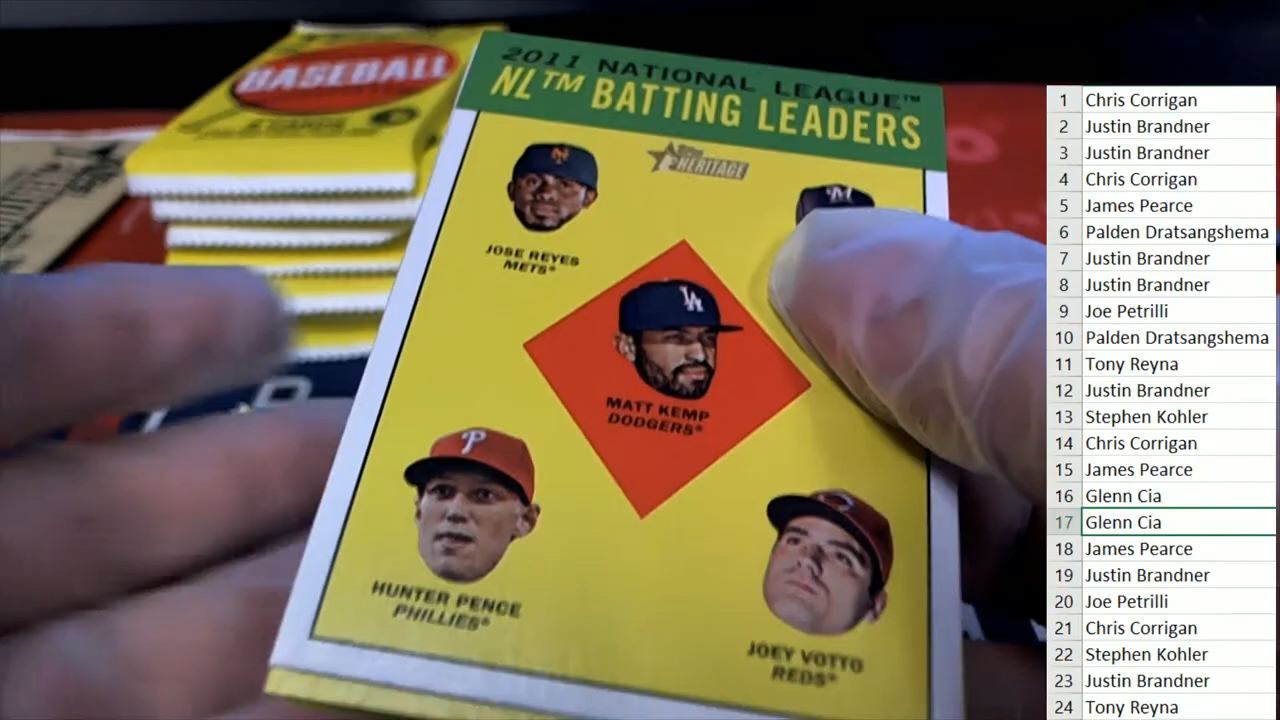 BASEBALL
2011 NATIONAL LEAGUE™
NL™ BATTING LEADERS
Topps
HERITAGE
M
JOSE REYES
METS®
LA
MATT KEMP
DODGERS®
P
HUNTER PENCE
PHILLIES®
JOEY VOTTO
REDS®
1 Chris Corrigan
2 Justin Brandner
3 Justin Brandner
4 Chris Corrigan
5 James Pearce
6 Palden Dratsangshema
7 Justin Brandner
8 Justin Brandner
9 Joe Petrilli
10 Palden Dratsangshema
11 Tony Reyna
12 Justin Brandner
13 Stephen Kohler
14 Chris Corrigan
15 James Pearce
16 Glenn Cia
17 Glenn Cia
18 James Pearce
19 Justin Brandner
20 Joe Petrilli
21 Chris Corrigan
22 Stephen Kohler
23 Justin Brandner
24 Tony Reyna